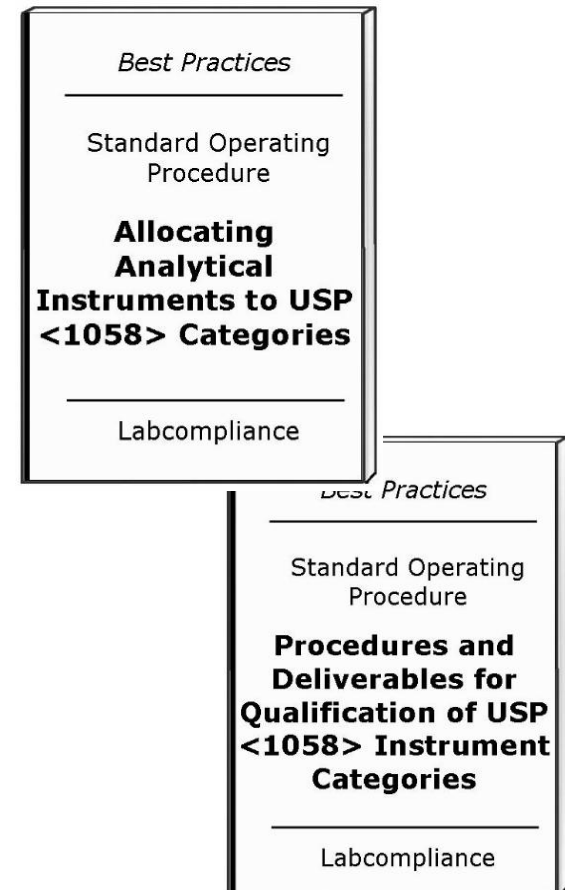 Best Practices
Standard Operating
Procedure
Allocating
Analytical
Instruments to USP
<1058> Categories
Labcompliance
Best Practices
Standard Operating
Procedure
Procedures and
Deliverables for
Qualification of USP
<1058> Instrument
Categories
Labcompliance